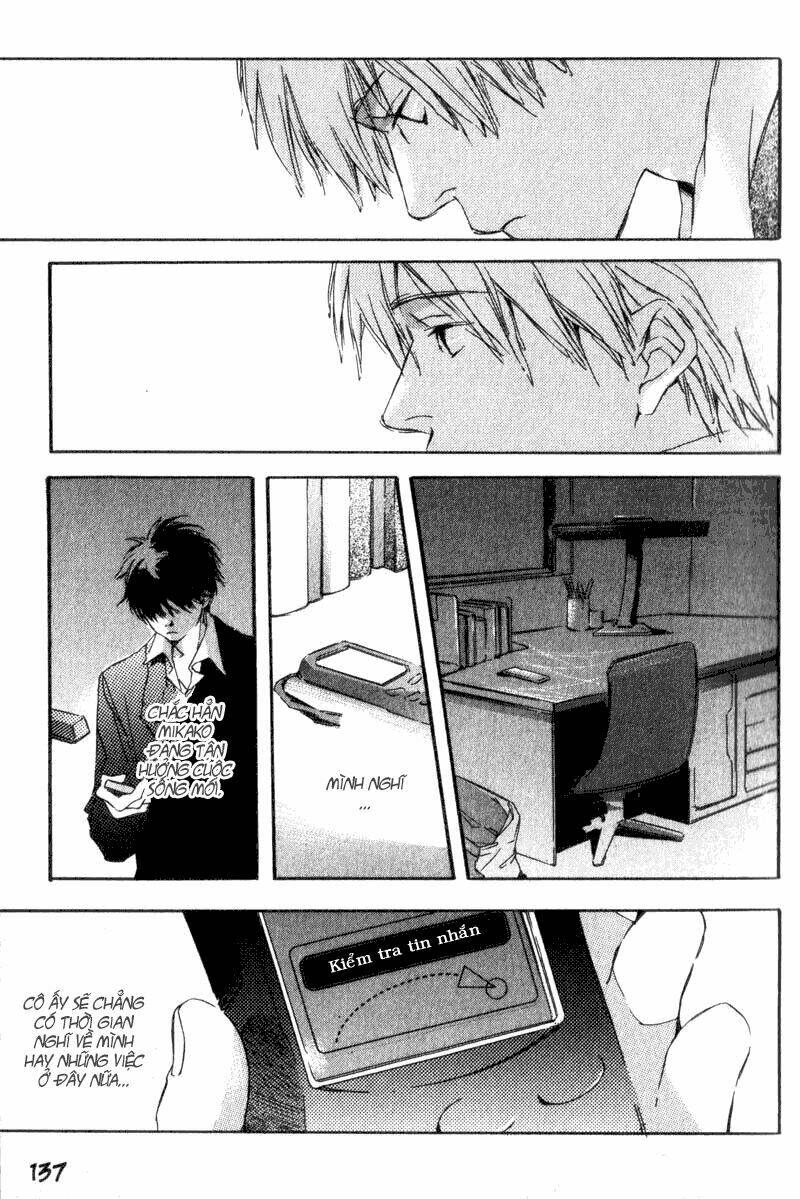 MÌNH NGHĨ
...
CHẮC HẲN
MIKAKO
ĐANG TẬN
HƯỞNG CUỘC
SỐNG MỚI,
Kiểm tra tin nhắn
CÔ ẤY SẼ CHẲNG
CÓ THỜI GIAN
NGHĨ VỀ MÌNH
HAY NHỮNG VIỆC
Ở ĐÂY NỮA...
137